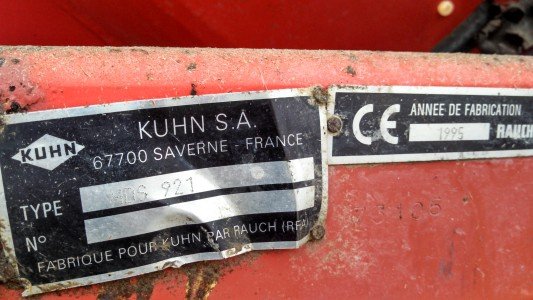 KUHN
KUHN S.A.
67700 SAVERNE - FRANCE
TYPE MDS 921
N°
FABRIQUE POUR KUHN PAR RAUCH (RFA)
CE
ANNEE DE FABRICATION
1995 RAUCH